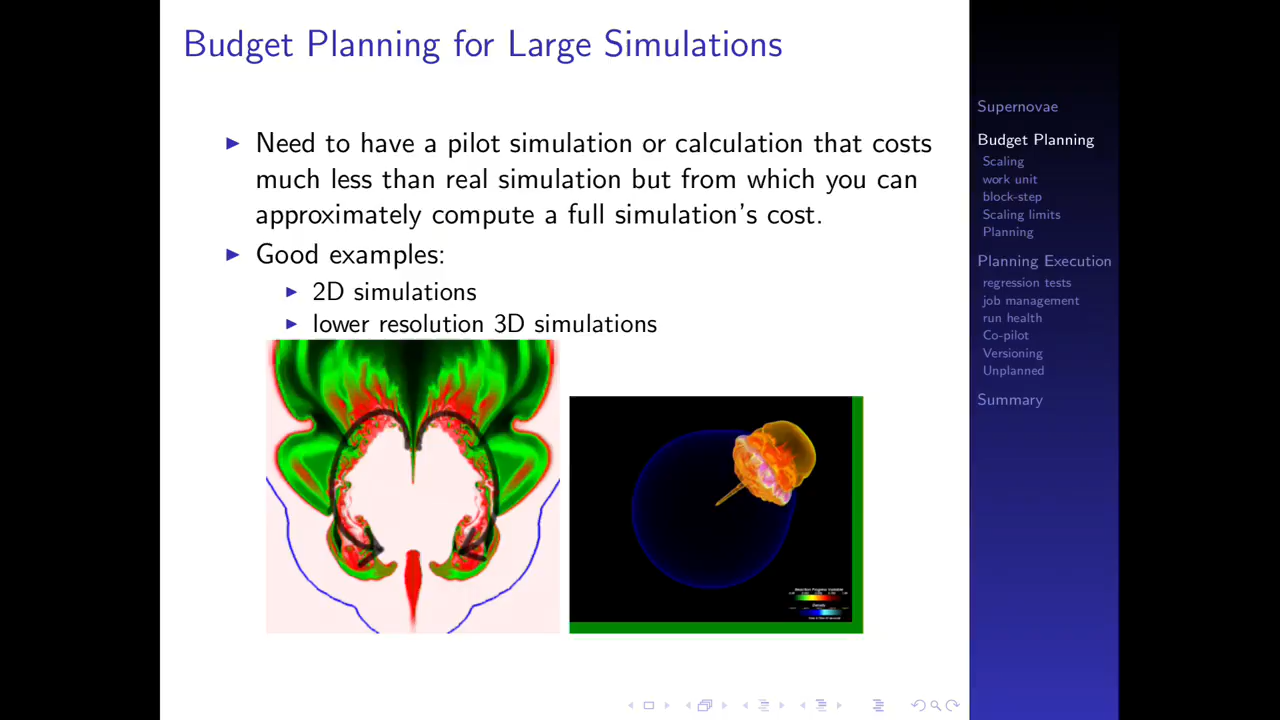 Budget Planning for Large Simulations
Need to have a pilot simulation or calculation that costs
much less than real simulation but from which you can
approximately compute a full simulation's cost.
Good examples:
2D simulations
lower resolution 3D simulations
Density
Supernovae
Budget Planning
Scaling
work unit
block-step
Scaling limits
Planning
Planning Execution
regression tests
job management
run health
Co-pilot
Versioning
Unplanned
Summary